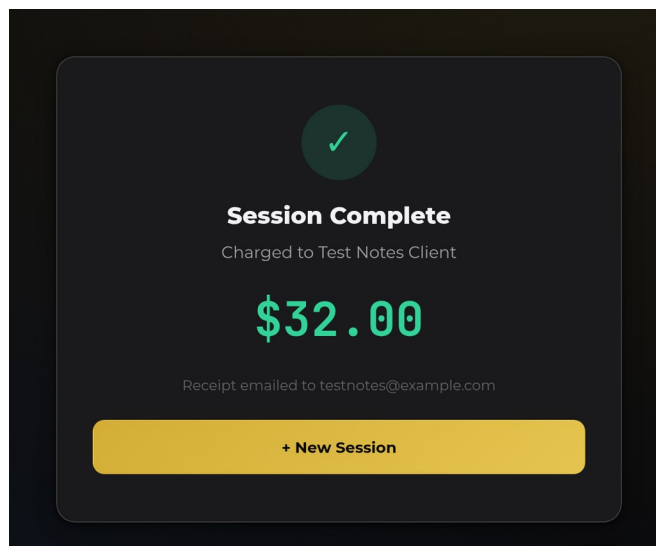 ✓
Session Complete
Charged to Test Notes Client
$32.00
Receipt emailed to testnotes@example.com
+ New Session